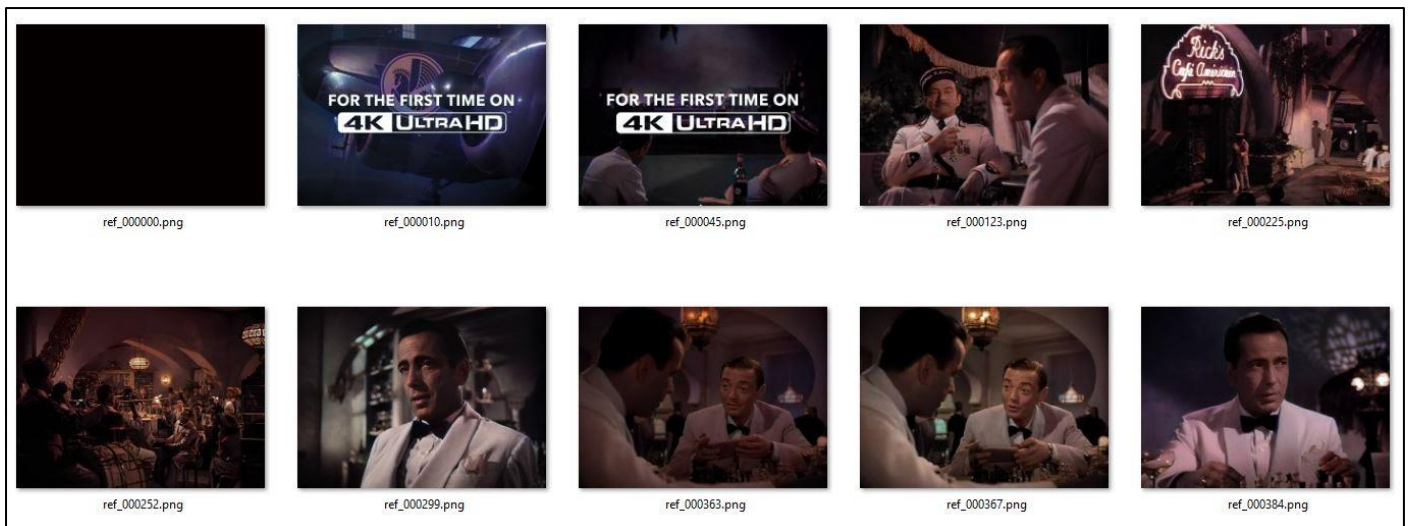 FOR THE FIRST TIME ON
4K ULTRAHD
FOR THE FIRST TIME ON
4K ULTRAHD
Rick's
Café Américain
ref_000000.png
ref_000010.png
ref_000045.png
ref_000123.png
ref_000225.png
ref_000252.png
ref_000299.png
ref_000363.png
ref_000367.png
ref_000384.png